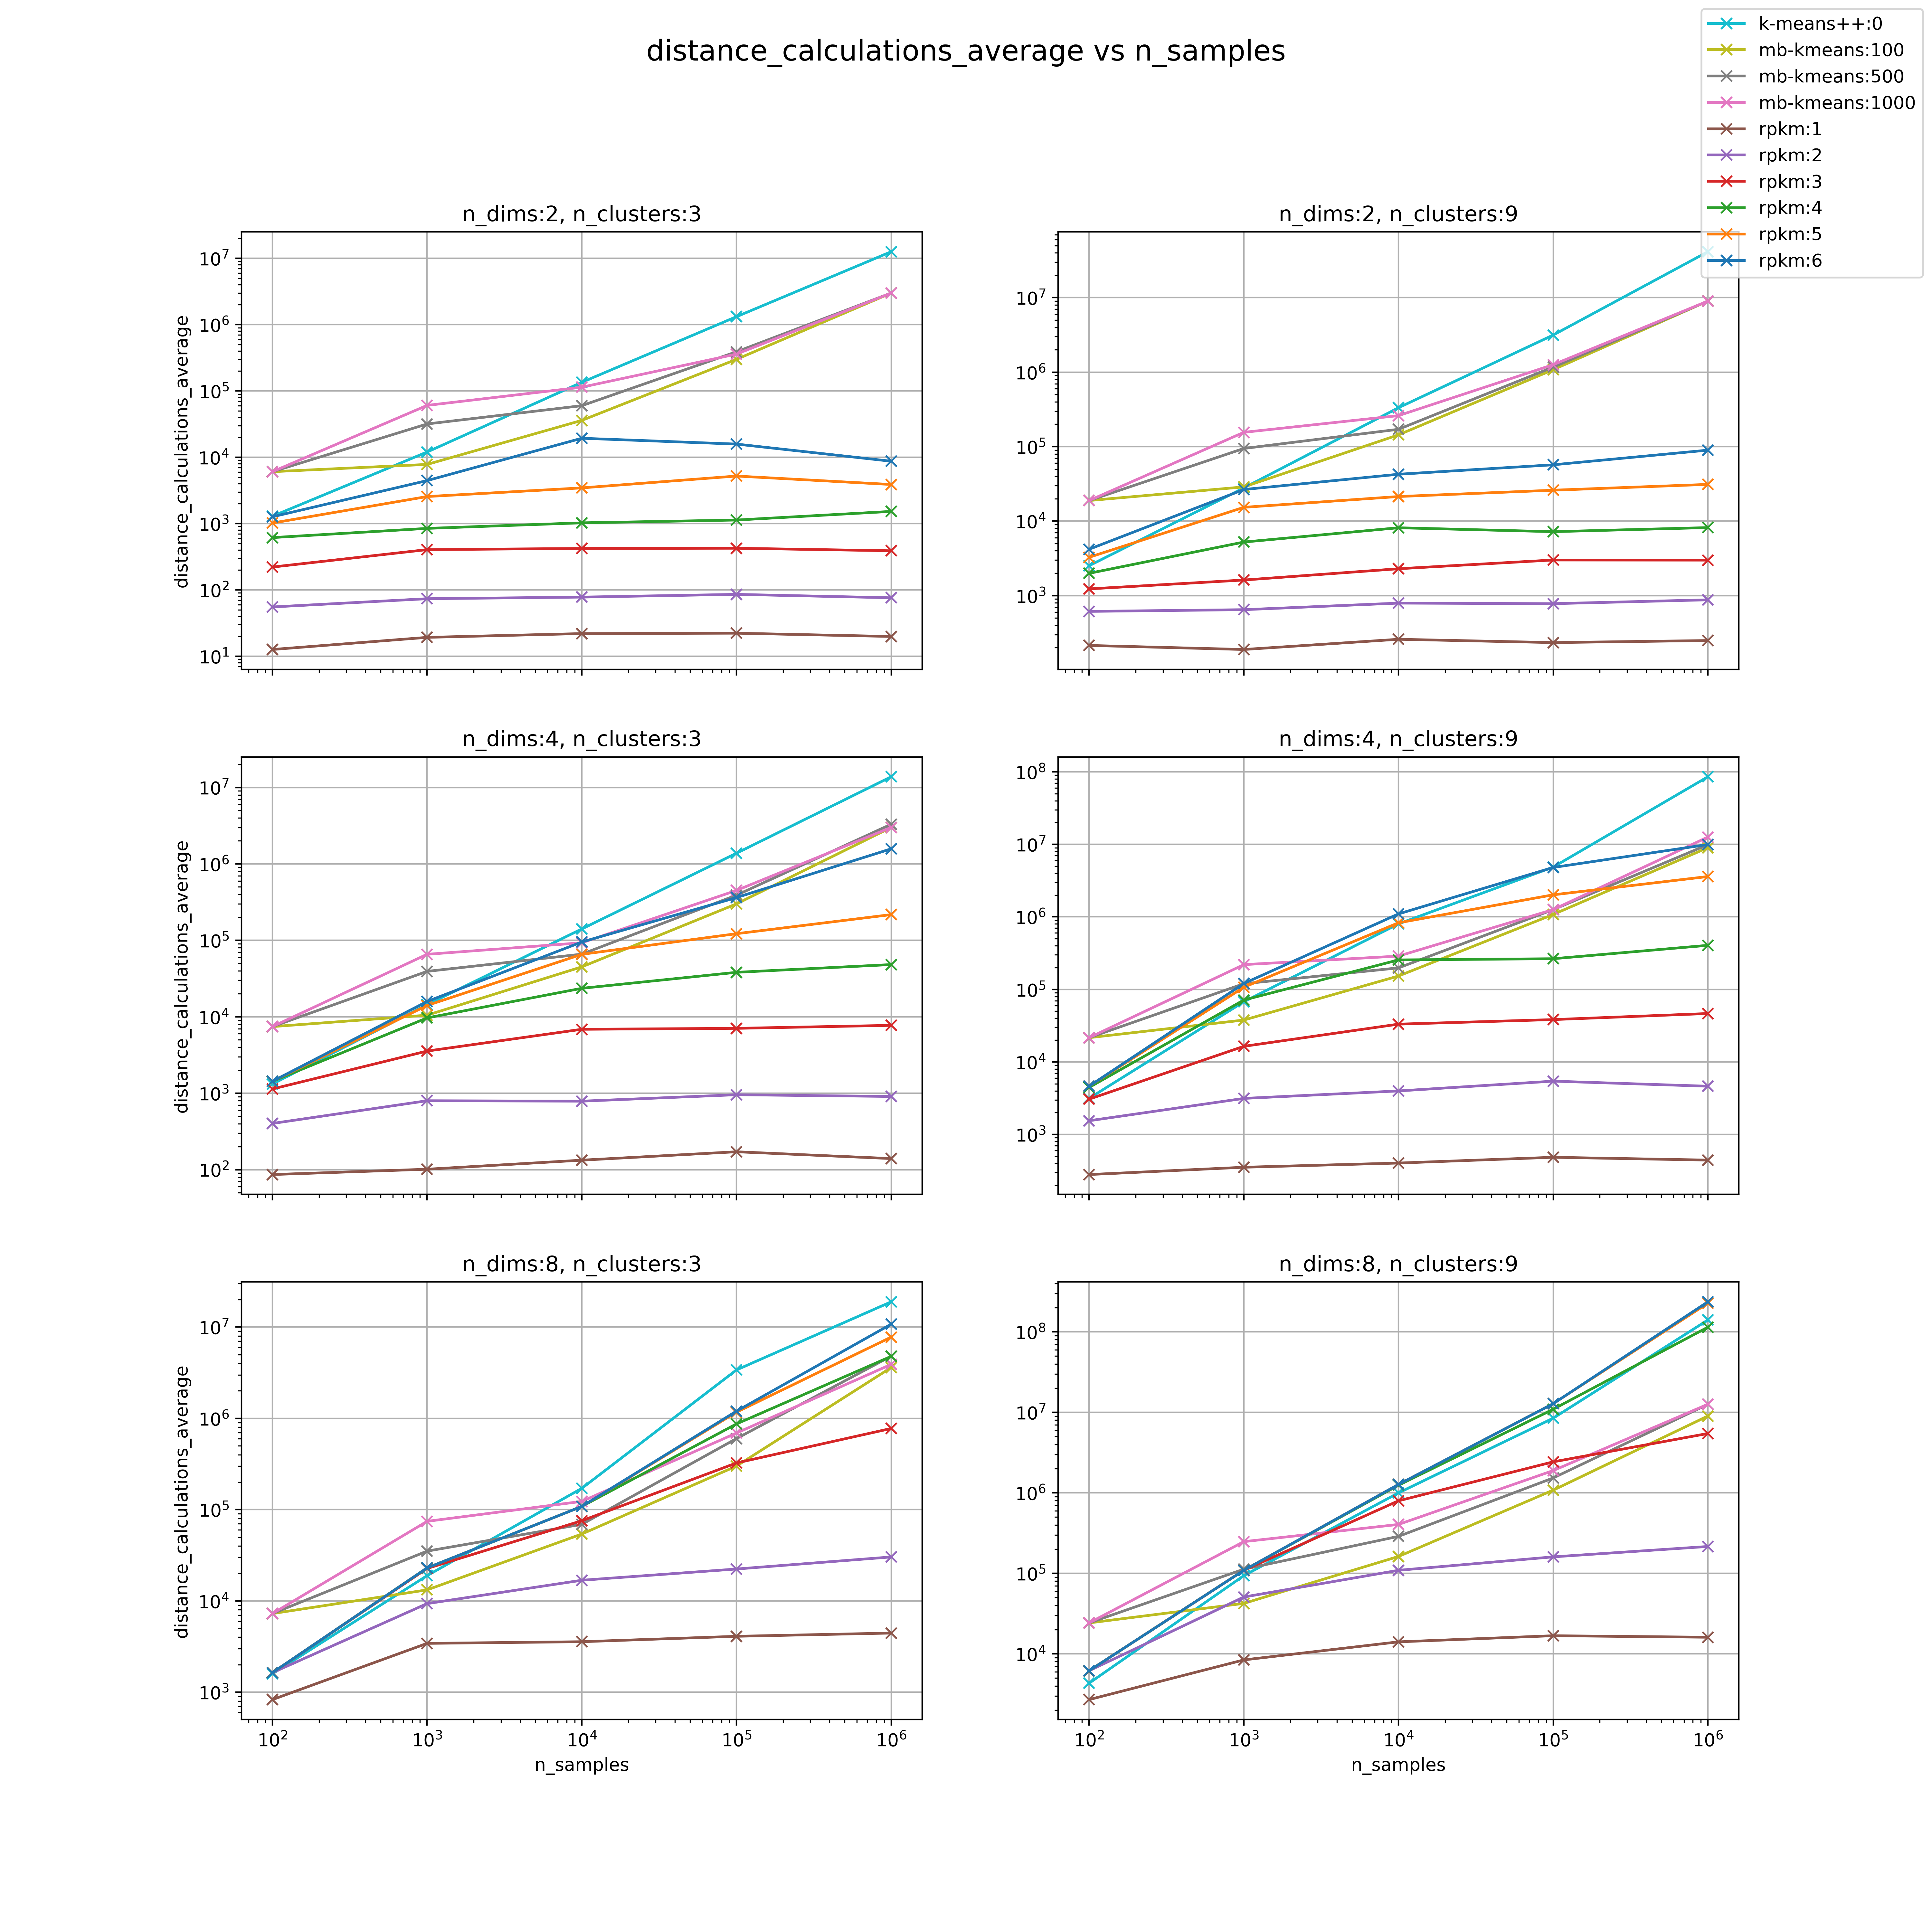 distance_calculations_average vs n_samples
k-means++:0
mb-kmeans:100
mb-kmeans:500
mb-kmeans:1000
rpkm:1
rpkm:2
rpkm:3
rpkm:4
rpkm:5
rpkm:6
n_dims:2, n_clusters:3
distance_calculations_average
10⁷
10⁶
10⁵
10⁴
10³
10²
10¹
n_dims:2, n_clusters:9
10⁷
10⁶
10⁵
10⁴
10³
n_dims:4, n_clusters:3
distance_calculations_average
10⁷
10⁶
10⁵
10⁴
10³
10²
n_dims:4, n_clusters:9
10⁸
10⁷
10⁶
10⁵
10⁴
10³
n_dims:8, n_clusters:3
distance_calculations_average
10⁷
10⁶
10⁵
10⁴
10³
10² 10³ 10⁴ 10⁵ 10⁶
n_samples
n_dims:8, n_clusters:9
10⁸
10⁷
10⁶
10⁵
10⁴
10² 10³ 10⁴ 10⁵ 10⁶
n_samples